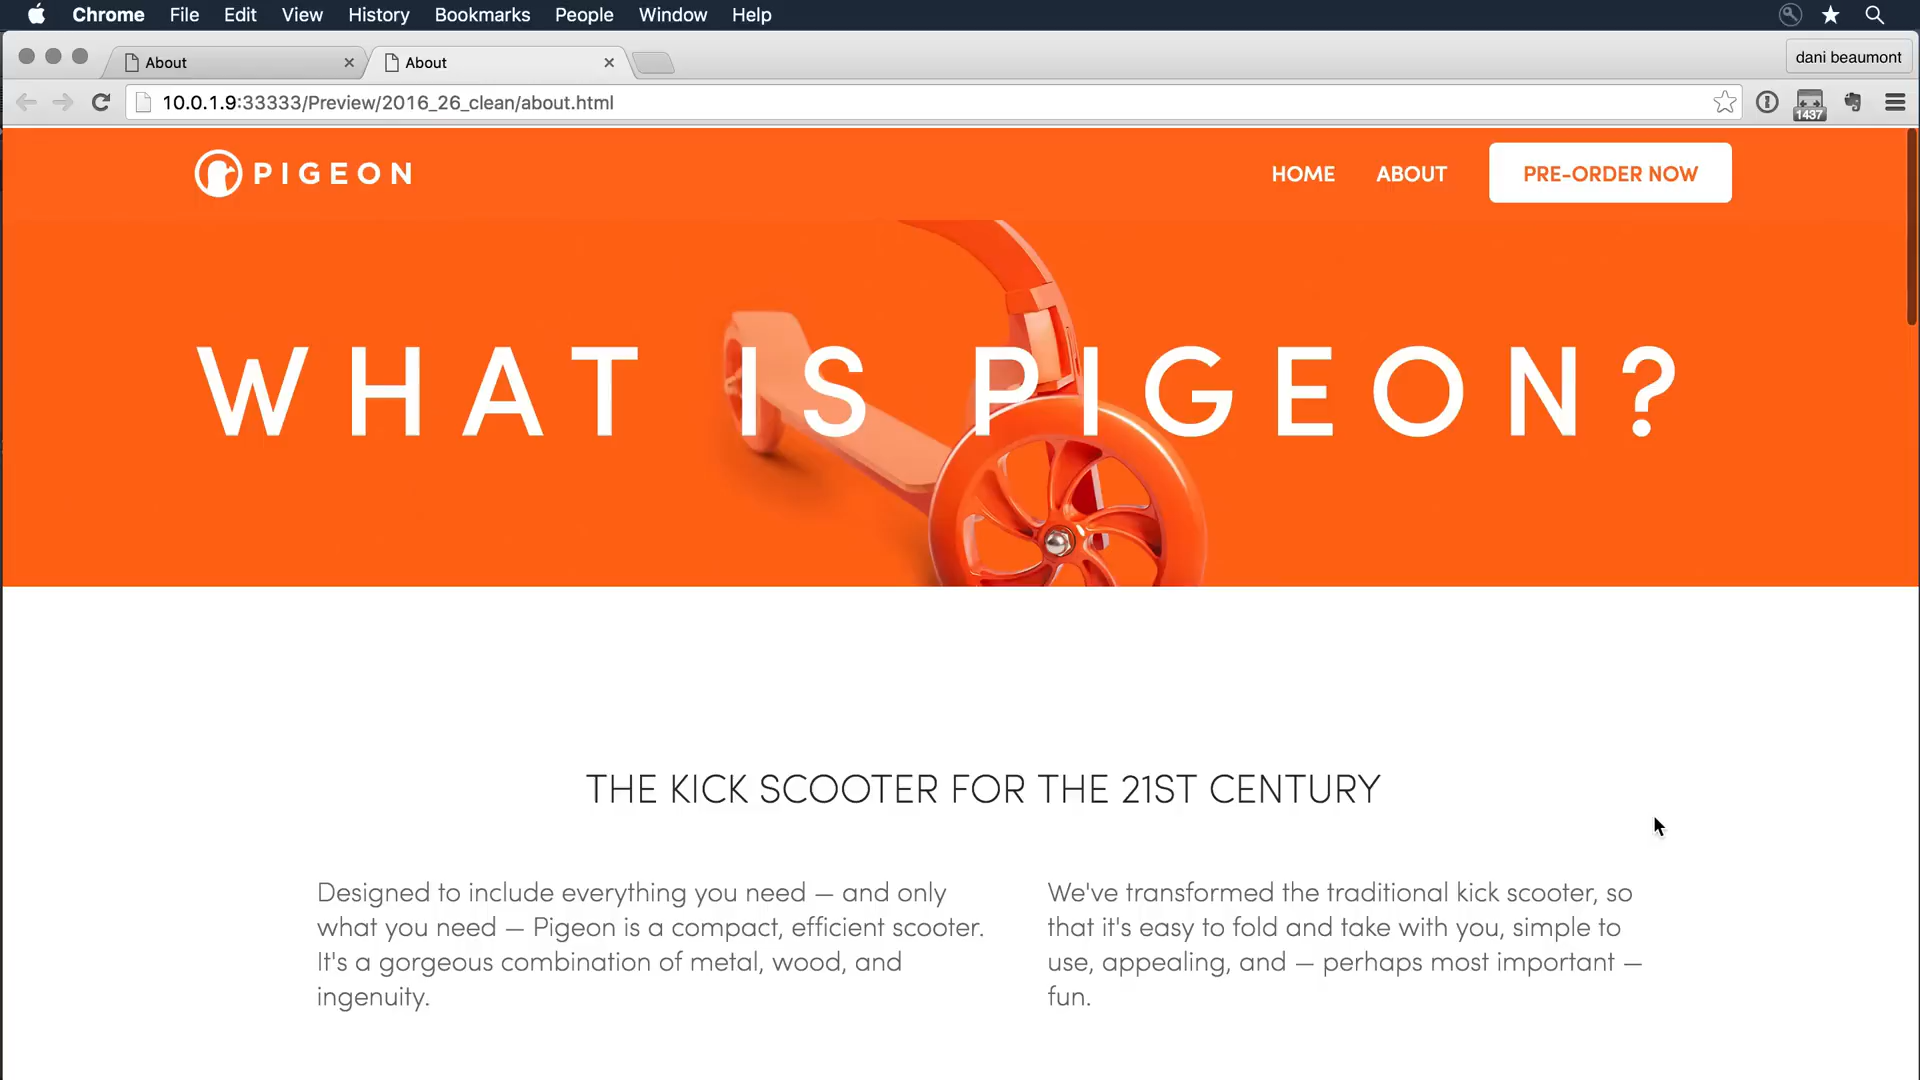 Chrome File Edit View History Bookmarks People Window Help
About About dani beaumont
10.0.1.9:33333/Preview/2016_26_clean/about.html 1437
PIGEON HOME ABOUT PRE-ORDER NOW
WHAT IS PIGEON?
THE KICK SCOOTER FOR THE 21ST CENTURY
Designed to include everything you need — and only
what you need — Pigeon is a compact, efficient scooter.
It's a gorgeous combination of metal, wood, and
ingenuity.
We've transformed the traditional kick scooter, so
that it's easy to fold and take with you, simple to
use, appealing, and — perhaps most important —
fun.